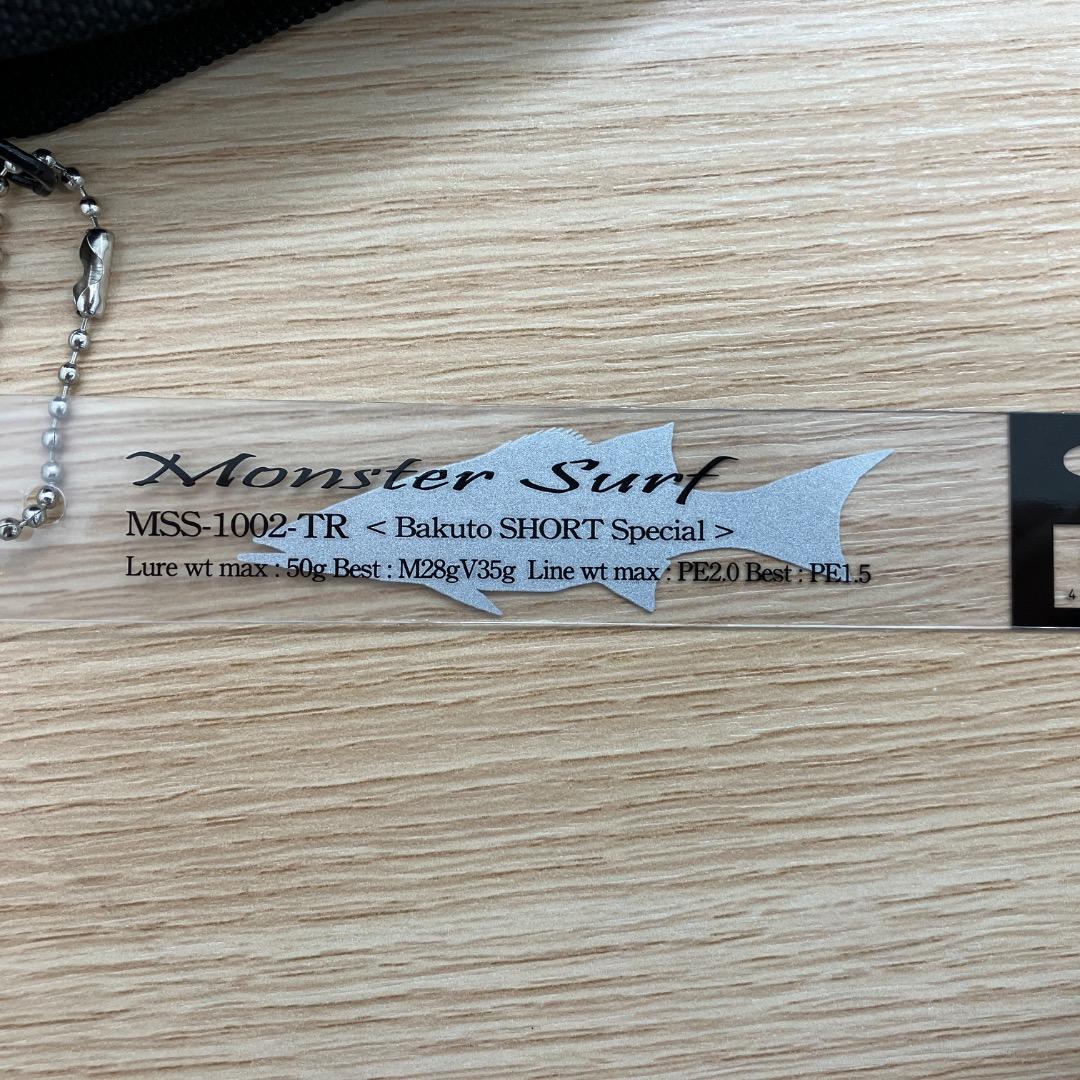 Monster Surf
MSS-1002-TR < Bakuto SHORT Special >
Lure wt max : 50g Best : M28gV35g Line wt max : PE2.0 Best : PE1.5
4